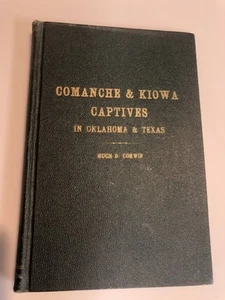 COMANCHE & KIOWA
CAPTIVES
IN OKLAHOMA & TEXAS
HUGH D. CORWIN